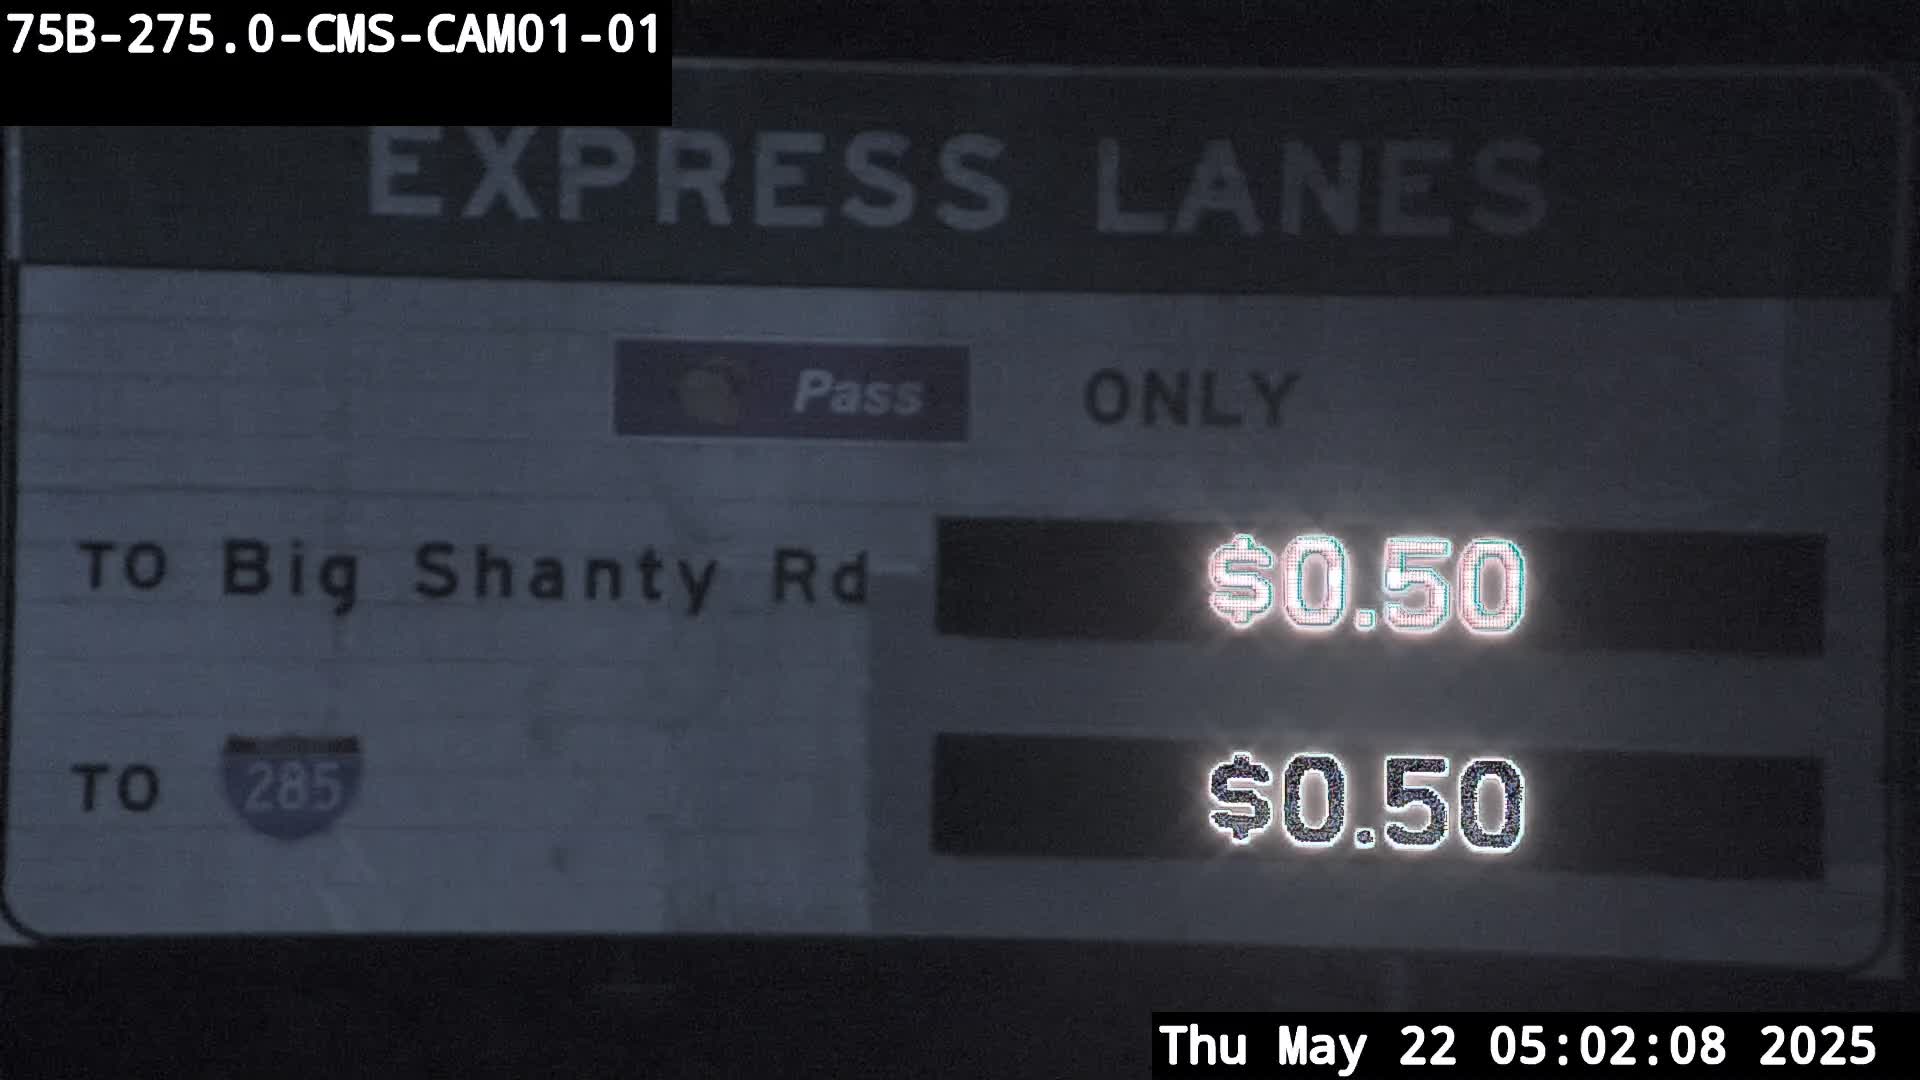 75B-275.0-CMS-CAM01-01
EXPRESS LANES
Pass ONLY
TO Big Shanty Rd $0.50
TO 285 $0.50
Thu May 22 05:02:08 2025